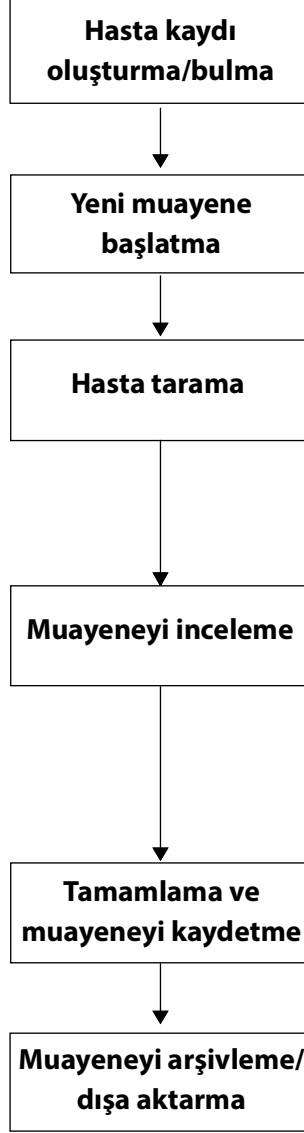 Hasta kaydı
oluşturma/bulma
Yeni muayene
başlatma
Hasta tarama
Muayeneyi inceleme
Tamamlama ve
muayeneyi kaydetme
Muayeneyi arşivleme/
dışa aktarma